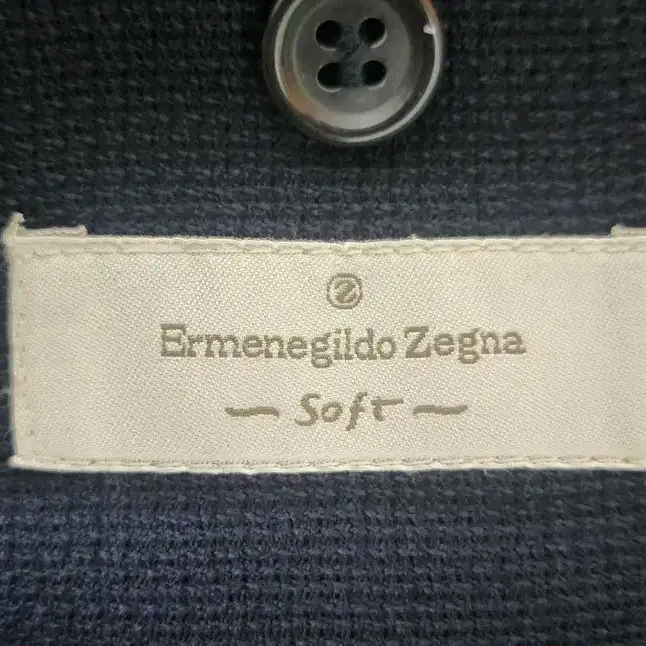 Z
Ermenegildo Zegna
— Soft —